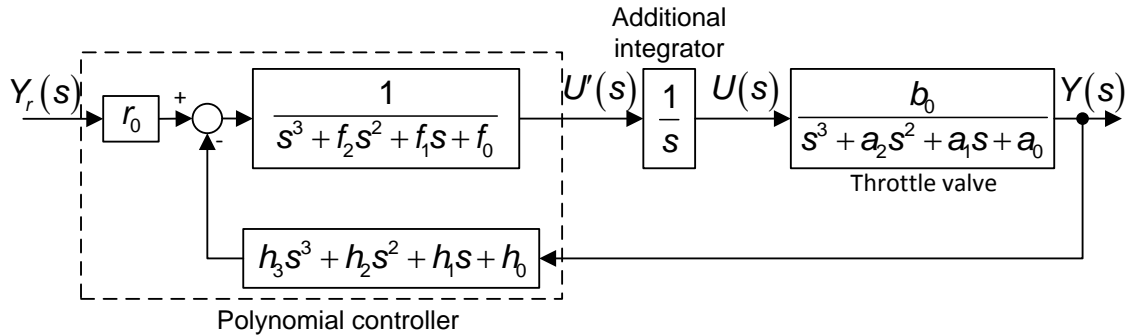 Additional
integrator
Y_r(s)
r_0
+
-
1
s^3 + f_2s^2 + f_1s + f_0
U'(s)
1
s
U(s)
b_0
s^3 + a_2s^2 + a_1s + a_0
Y(s)
Throttle valve
h_3s^3 + h_2s^2 + h_1s + h_0
Polynomial controller